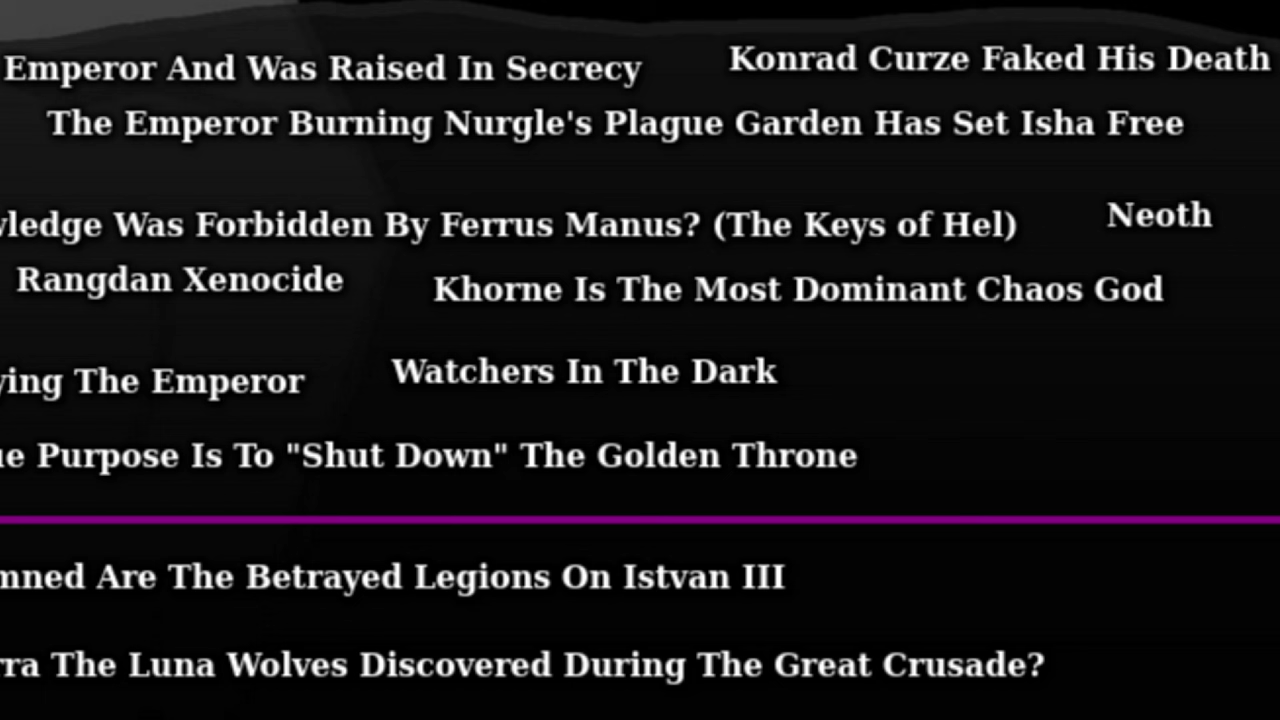 Emperor And Was Raised In Secrecy
Konrad Curze Faked His Death
The Emperor Burning Nurgle's Plague Garden Has Set Isha Free
Was Forbidden By Ferrus Manus? (The Keys of Hel)
Neoth
Rangdan Xenocide
Khorne Is The Most Dominant Chaos God
The Emperor
Watchers In The Dark
Purpose Is To "Shut Down" The Golden Throne
Are The Betrayed Legions On Istvan III
The Luna Wolves Discovered During The Great Crusade?